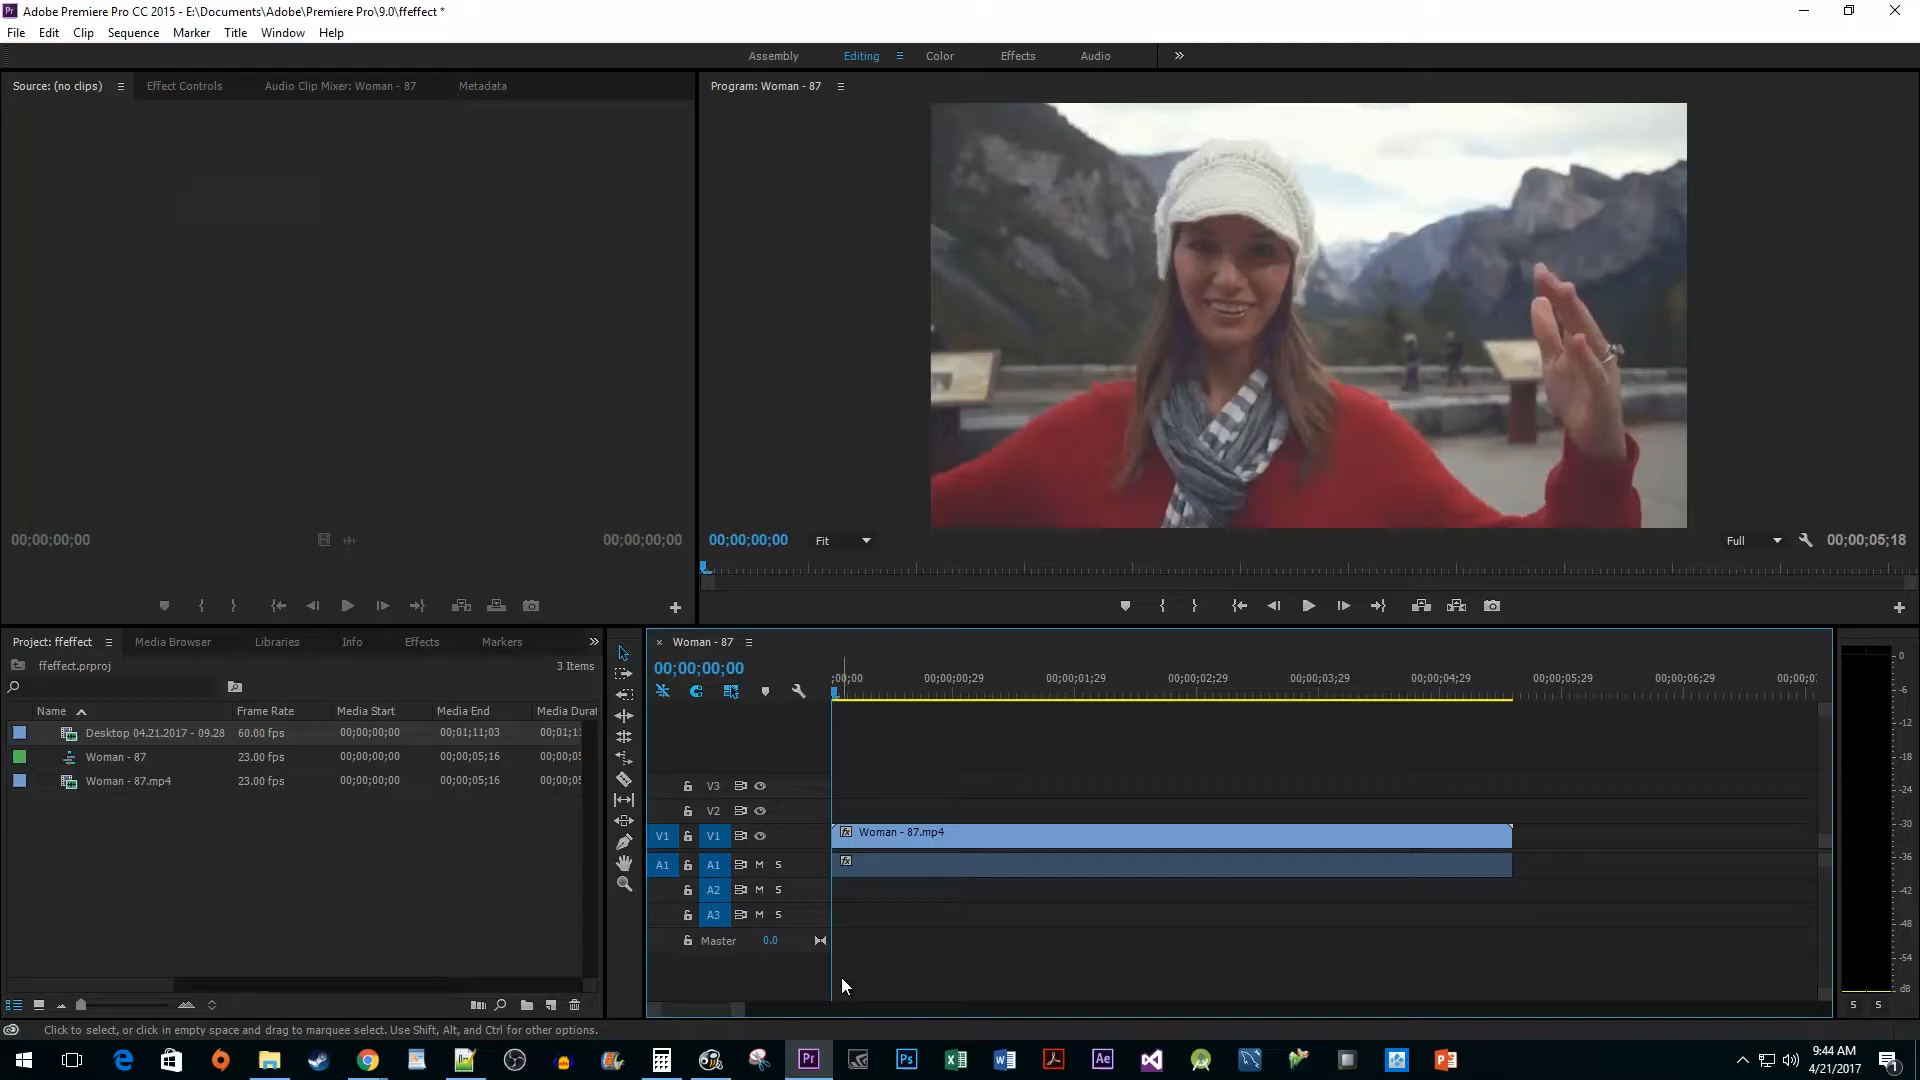 Adobe Premiere Pro CC 2015 - E:\Documents\Adobe\Premiere Pro\9.0\ffeffect *
File Edit Clip Sequence Marker Title Window Help
Assembly Editing Color Effects Audio
Source: (no clips) Effect Controls Audio Clip Mixer: Woman - 87 Metadata
Program: Woman - 87
00;00;00;00 00;00;00;00
00;00;00;00 Fit Full 00;00;05;18
Project: ffeffect Media Browser Libraries Info Effects Markers
ffeffect.prproj 3 Items
Name Frame Rate Media Start Media End Media Durat
Desktop 04.21.2017 - 09.28 60.00 fps 00;00;00;00 00;01;11;03 00;01;1
Woman - 87 23.00 fps 00;00;00;00 00;00;05;16 00;00;05
Woman - 87.mp4 23.00 fps 00;00;00;00 00;00;05;16 00;00;05
Woman - 87
00;00;00;00
;00;00 00;00;00;29 00;00;01;29 00;00;02;29 00;00;03;29 00;00;04;29 00;00;05;29 00;00;06;29 00;00;0
V3
V2
V1 V1 fx Woman - 87.mp4
A1 A1 M S fx
A2 M S
A3 M S
Master 0.0
0
-6
-12
-18
-24
-30
-36
-42
-48
-54
dB
S S
Click to select, or click in empty space and drag to marquee select. Use Shift, Alt, and Ctrl for other options.
Pr Ps Ae
9:44 AM
4/21/2017
1